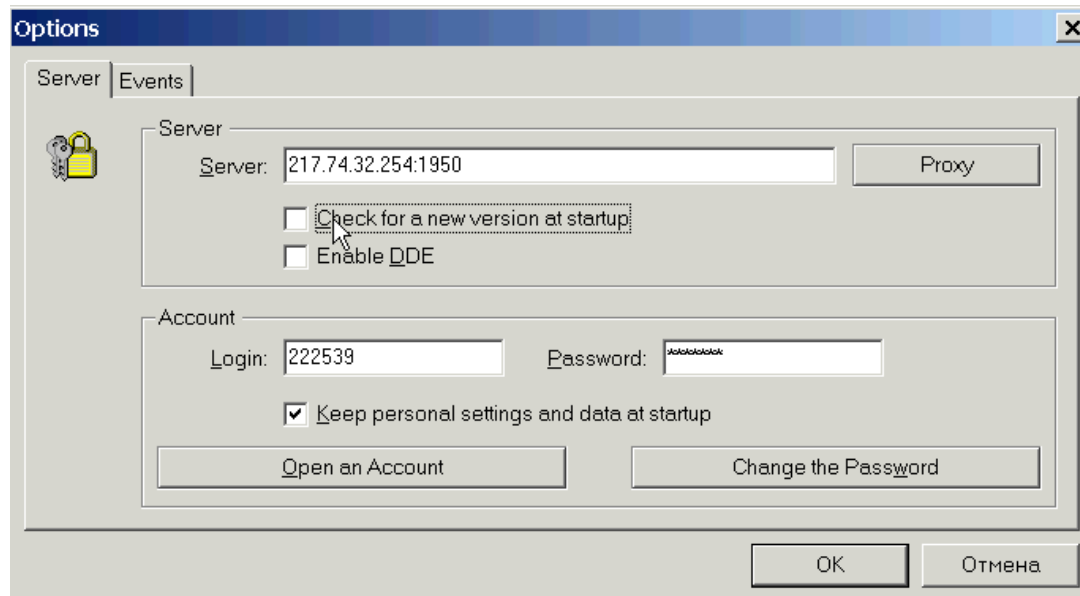 Options
Server Events
Server
Server: 217.74.32.254:1950 Proxy
Check for a new version at startup
Enable DDE
Account
Login: 222539 Password: ********
Keep personal settings and data at startup
Open an Account Change the Password
OK Отмена